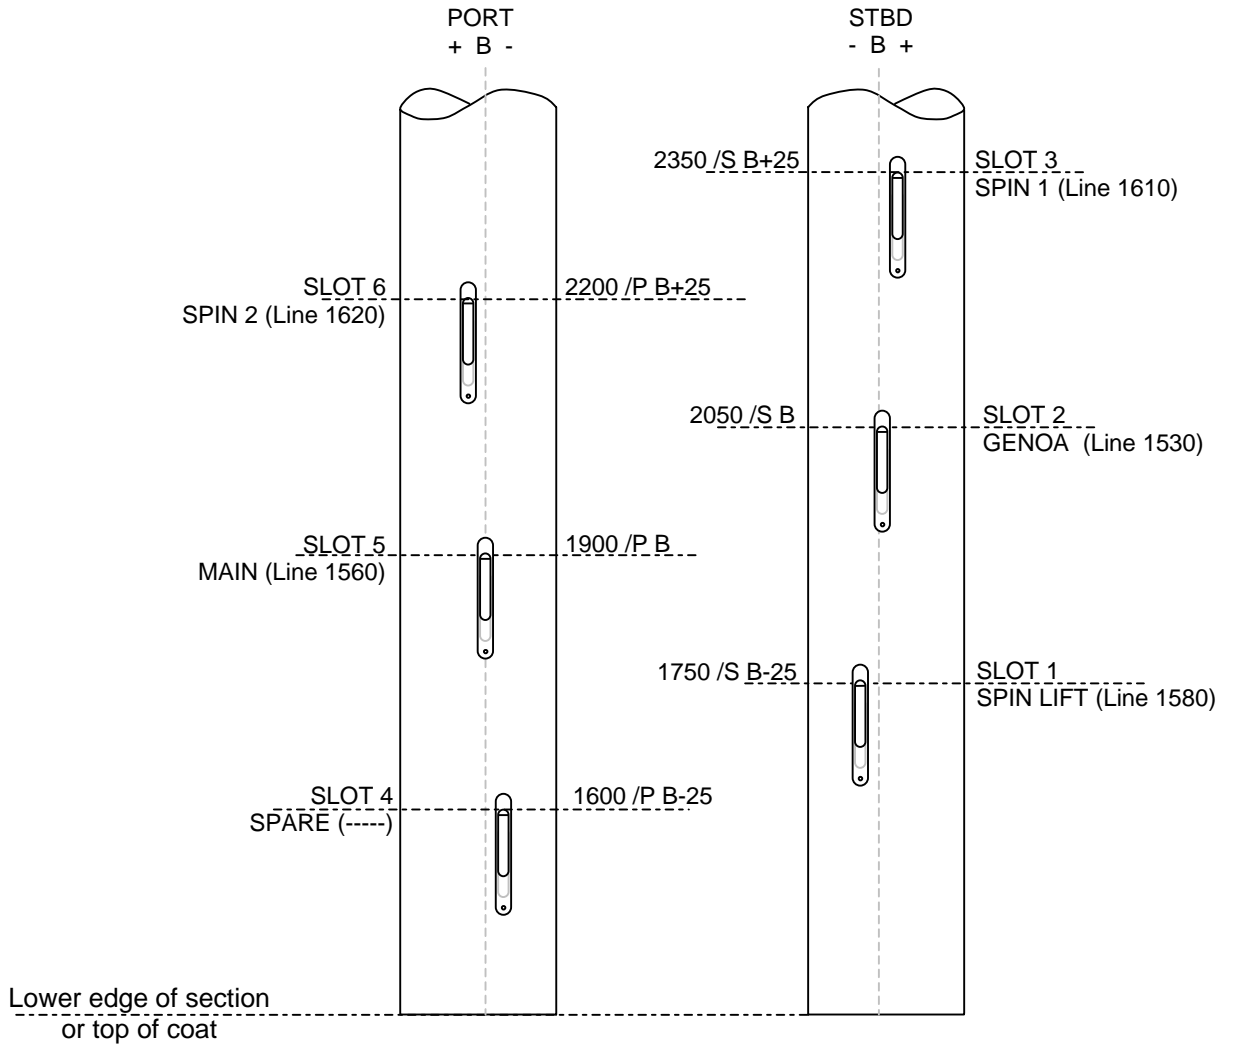 PORT
+ B -
STBD
- B +
2350 /S B+25
SLOT 3
SPIN 1 (Line 1610)
SLOT 6
2200 /P B+25
SPIN 2 (Line 1620)
2050 /S B
SLOT 2
GENOA (Line 1530)
SLOT 5
1900 /P B
MAIN (Line 1560)
1750 /S B-25
SLOT 1
SPIN LIFT (Line 1580)
SLOT 4
1600 /P B-25
SPARE (-----)
Lower edge of section
or top of coat